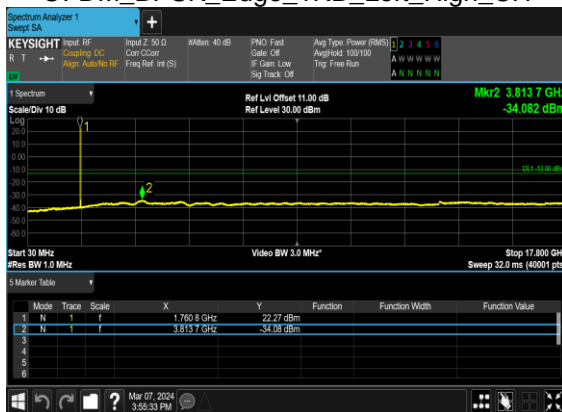 Spectrum Analyzer 1
Swept SA
+
KEYSIGHT
R T
LU
Input: RF
Coupling: DC
Align: Auto/No RF
Input Z: 50 Ω
Corr CCorr
Freq Ref: Int (S)
#Atten: 40 dB
PNO: Fast
Gate: Off
IF Gain: Low
Sig Track: Off
Avg Type: Power (RMS)
Avg|Hold: 100/100
Trig: Free Run
1 2 3 4 5 6
A W W W W W
A N N N N N
1 Spectrum
Scale/Div 10 dB
Log
Ref Lvl Offset 11.00 dB
Ref Level 30.00 dBm
Mkr2 3.813 7 GHz
-34.082 dBm
20.0
10.0
0.00
-10.0
-20.0
-30.0
-40.0
-50.0
-60.0
1
2
DL1 -13.00 dBm
Start 30 MHz
#Res BW 1.0 MHz
Video BW 3.0 MHz*
Stop 17.800 GHz
Sweep 32.0 ms (40001 pts)
5 Marker Table
Mode Trace Scale X Y Function Function Width Function Value
1 N 1 f 1.760 8 GHz 22.27 dBm
2 N 1 f 3.813 7 GHz -34.08 dBm
3
4
5
6
?
Mar 07, 2024
3:55:33 PM